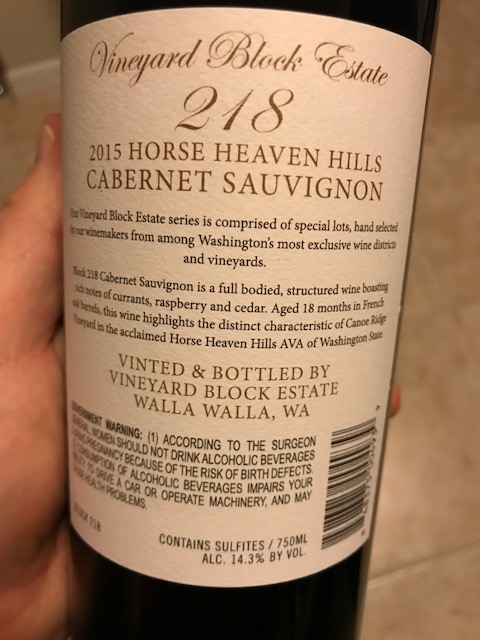 Vineyard Block Estate
218
2015 HORSE HEAVEN HILLS
CABERNET SAUVIGNON
Our Vineyard Block Estate series is comprised of special lots, hand selected
by our winemakers from among Washington's most exclusive wine districts
and vineyards.
Block 218 Cabernet Sauvignon is a full bodied, structured wine boasting
rich notes of currants, raspberry and cedar. Aged 18 months in French
oak barrels, this wine highlights the distinct characteristic of Canoe Ridge
Vineyard in the acclaimed Horse Heaven Hills AVA of Washington State.
VINTED & BOTTLED BY
VINEYARD BLOCK ESTATE
WALLA WALLA, WA
GOVERNMENT WARNING: (1) ACCORDING TO THE SURGEON
GENERAL, WOMEN SHOULD NOT DRINK ALCOHOLIC BEVERAGES
DURING PREGNANCY BECAUSE OF THE RISK OF BIRTH DEFECTS.
CONSUMPTION OF ALCOHOLIC BEVERAGES IMPAIRS YOUR
ABILITY TO DRIVE A CAR OR OPERATE MACHINERY, AND MAY
CAUSE HEALTH PROBLEMS.
BLOCK 218
CONTAINS SULFITES / 750ML
ALC. 14.3% BY VOL.